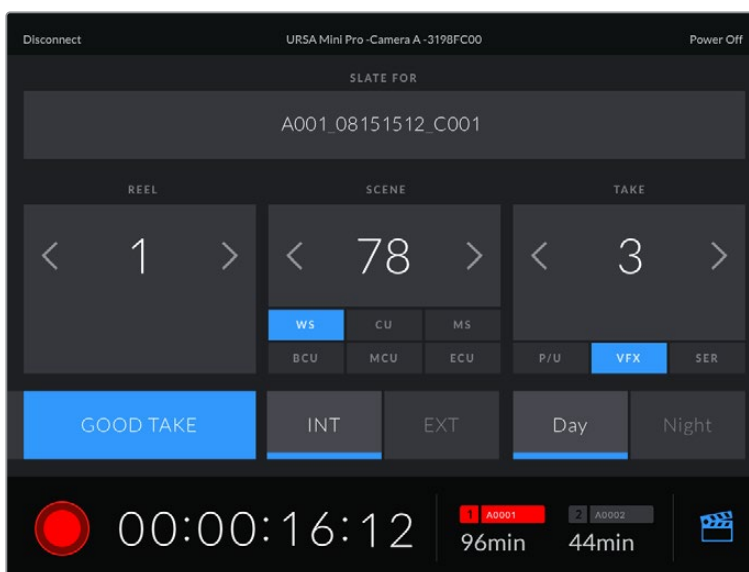 Disconnect URSA Mini Pro -Camera A -3198FC00 Power Off
SLATE FOR
A001_08151512_C001
REEL SCENE TAKE
1 78 3
WS CU MS
BCU MCU ECU P/U VFX SER
GOOD TAKE INT EXT Day Night
00:00:16:12 1 A0001 2 A0002
96min 44min